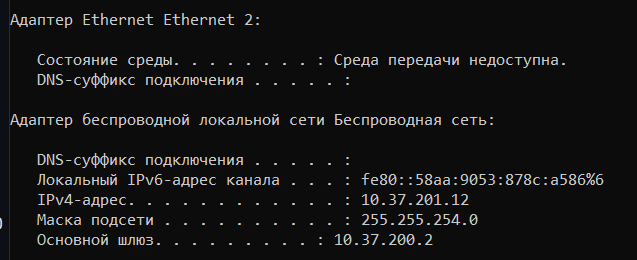 Адаптер Ethernet Ethernet 2:
Состояние среды. . . . . . . . : Среда передачи недоступна.
DNS-суффикс подключения . . . . . :
Адаптер беспроводной локальной сети Беспроводная сеть:
DNS-суффикс подключения . . . . . :
Локальный IPv6-адрес канала . . . : fe80::58aa:9053:878c:a586%6
IPv4-адрес. . . . . . . . . . . . : 10.37.201.12
Маска подсети . . . . . . . . . . : 255.255.254.0
Основной шлюз. . . . . . . . . : 10.37.200.2